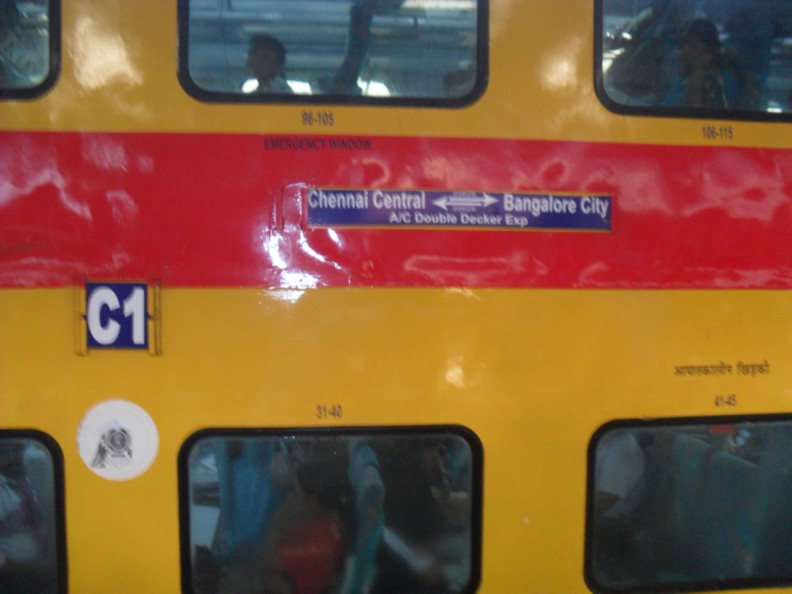 96-105
106-115
EMERGENCY WINDOW
Chennai Central Bangalore City
A/C Double Decker Exp
C1
आपातकालीन खिड़की
31-40
41-45